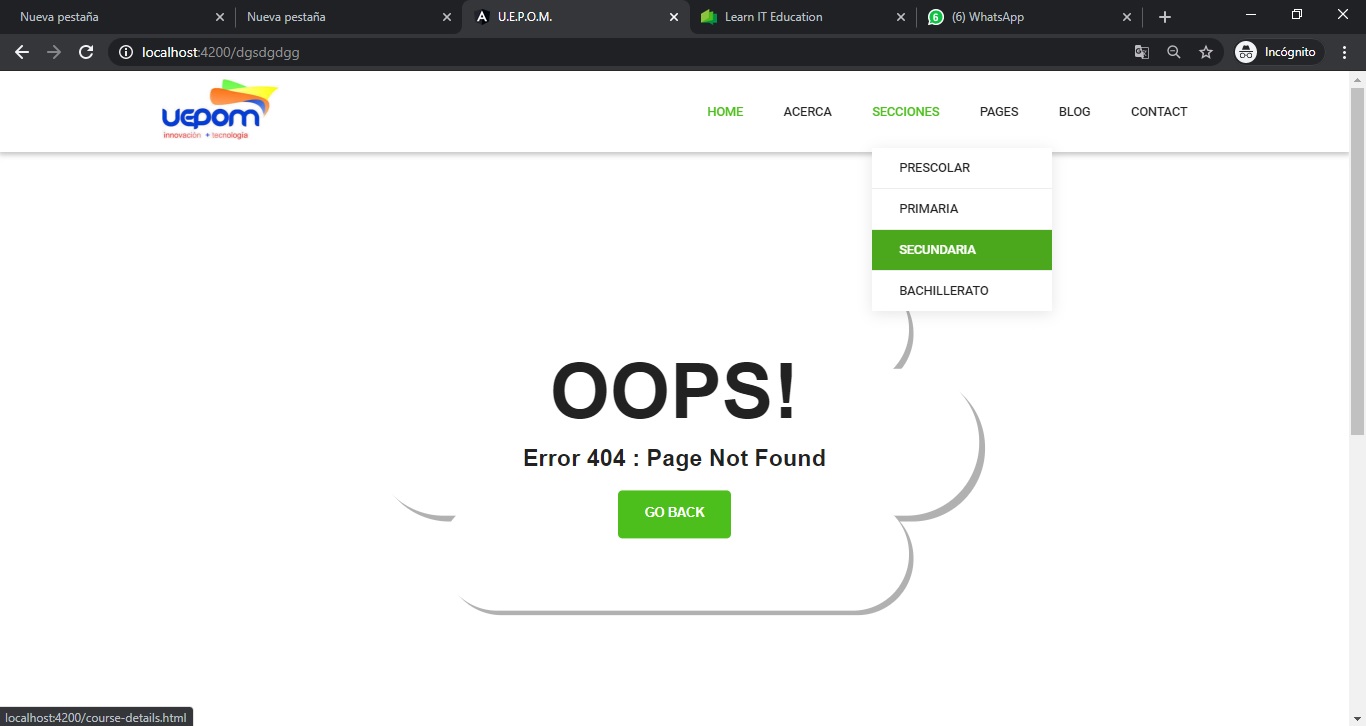 Nueva pestaña
Nueva pestaña
U.E.P.O.M.
Learn IT Education
6
(6) WhatsApp
localhost:4200/dgsdgdgg
Incógnito
UEPOM
innovación + tecnología
HOME
ACERCA
SECCIONES
PAGES
BLOG
CONTACT
PRESCOLAR
PRIMARIA
SECUNDARIA
BACHILLERATO
OOPS!
Error 404 : Page Not Found
GO BACK
localhost:4200/course-details.html